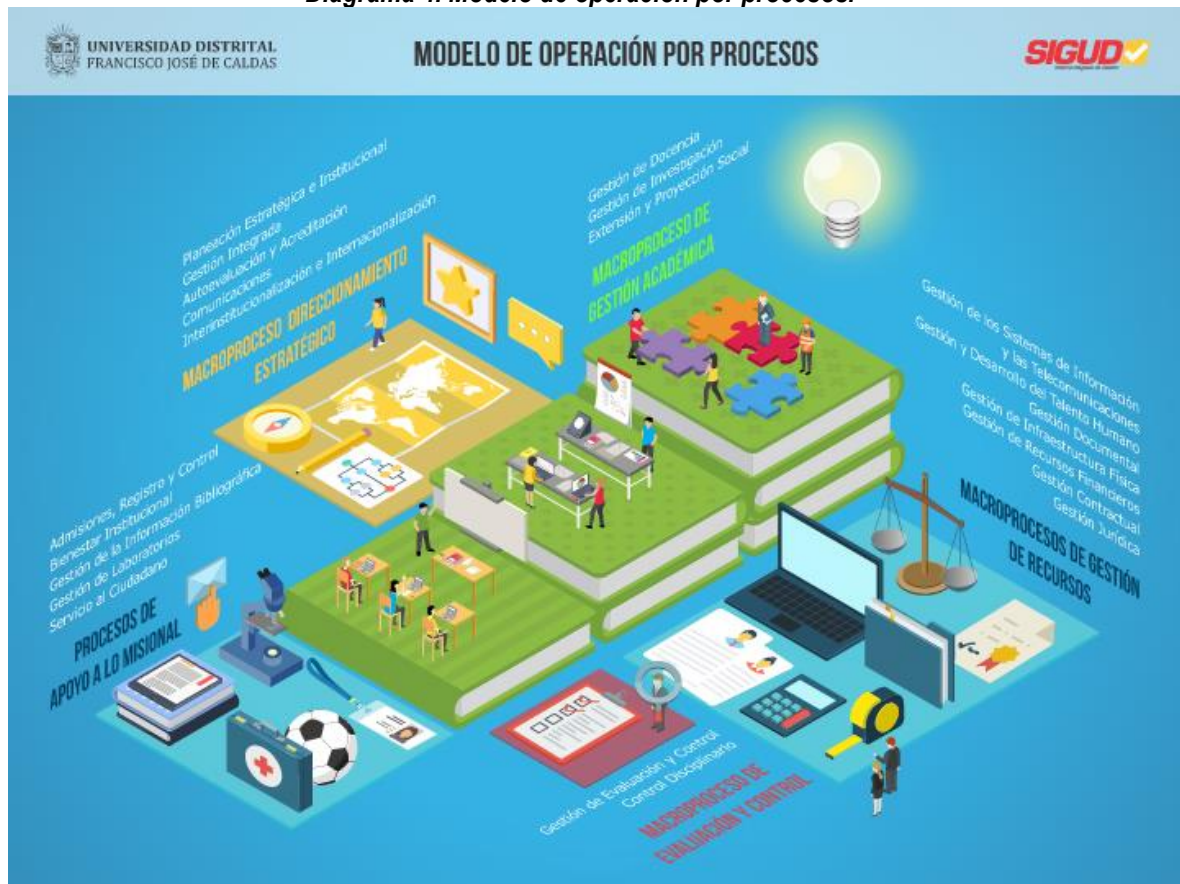 Diagrama 4. Modelo de operación por procesos.
UNIVERSIDAD DISTRITAL
FRANCISCO JOSÉ DE CALDAS
MODELO DE OPERACIÓN POR PROCESOS
SIGUD
Planeación Estratégica e Institucional
Gestión Integrada
Autoevaluación y Acreditación
Comunicaciones
Interinstitucionalización e Internacionalización
MACROPROCESO DIRECCIONAMIENTO
ESTRATÉGICO
Gestión de Docencia
Gestión de Investigación
Extensión y Proyección Social
MACROPROCESO DE
GESTIÓN ACADÉMICA
Gestión de los Sistemas de Información
y las Telecomunicaciones
Gestión y Desarrollo del Talento Humano
Gestión Documental
Gestión de Infraestructura Física
Gestión de Recursos Financieros
Gestión Contractual
Gestión Jurídica
MACROPROCESOS DE GESTIÓN
DE RECURSOS
Admisiones, Registro y Control
Bienestar Institucional
Gestión de la Información Bibliográfica
Gestión de Laboratorios
Servicio al Ciudadano
PROCESOS DE
APOYO A LO MISIONAL
Gestión de Evaluación y Control
Control Disciplinario
MACROPROCESO DE
EVALUACIÓN Y CONTROL